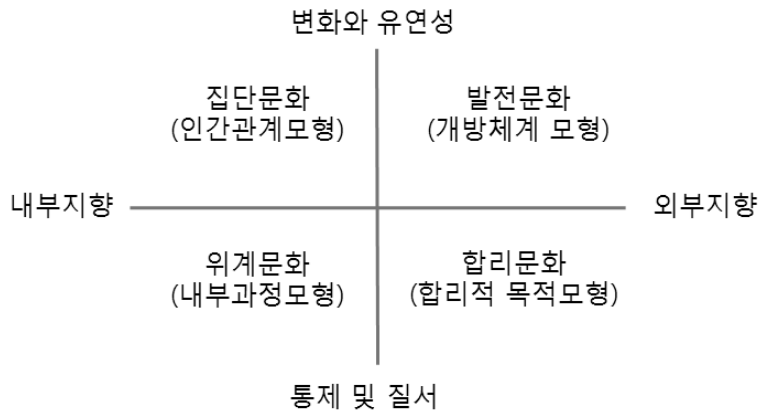 변화와 유연성
집단문화
(인간관계모형)
발전문화
(개방체계 모형)
내부지향
외부지향
위계문화
(내부과정모형)
합리문화
(합리적 목적모형)
통제 및 질서